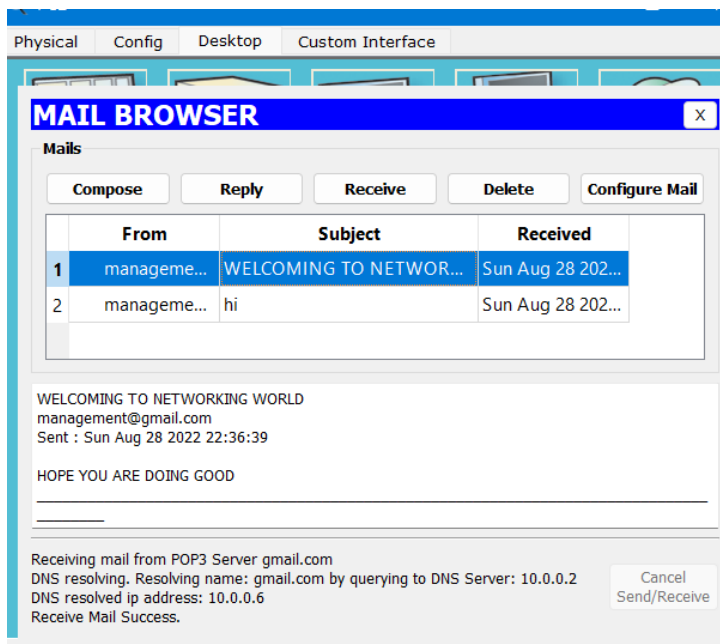 Physical Config Desktop Custom Interface
MAIL BROWSER X
Mails
Compose Reply Receive Delete Configure Mail
From Subject Received
1 manageme... WELCOMING TO NETWOR... Sun Aug 28 202...
2 manageme... hi Sun Aug 28 202...
WELCOMING TO NETWORKING WORLD
management@gmail.com
Sent : Sun Aug 28 2022 22:36:39
HOPE YOU ARE DOING GOOD
Receiving mail from POP3 Server gmail.com
DNS resolving. Resolving name: gmail.com by querying to DNS Server: 10.0.0.2
DNS resolved ip address: 10.0.0.6
Receive Mail Success.
Cancel
Send/Receive